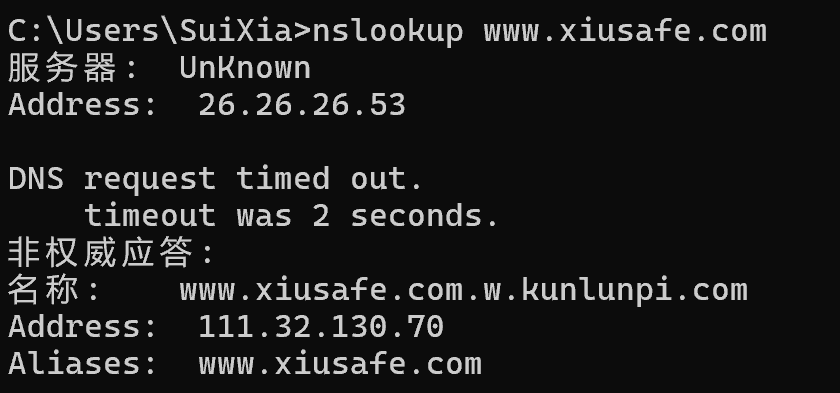 C:\Users\SuiXia>nslookup www.xiusafe.com
服务器:  UnKnown
Address:  26.26.26.53
DNS request timed out.
    timeout was 2 seconds.
非权威应答:
名称:    www.xiusafe.com.w.kunlunpi.com
Address:  111.32.130.70
Aliases:  www.xiusafe.com